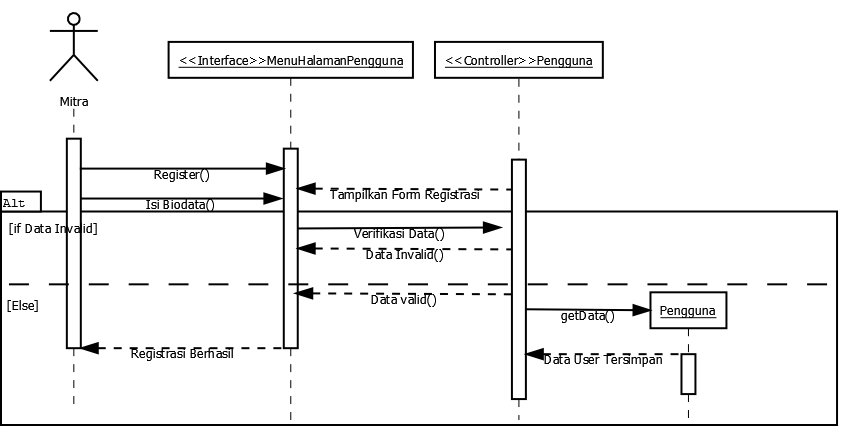 <<Interface>>MenuHalamanPengguna
<<Controller>>Pengguna
Mitra
Register()
Tampilkan Form Registrasi
Alt
Isi Biodata()
[if Data Invalid]
Verifikasi Data()
Data Invalid()
Data valid()
[Else]
getData()
Pengguna
Registrasi Berhasil
Data User Tersimpan